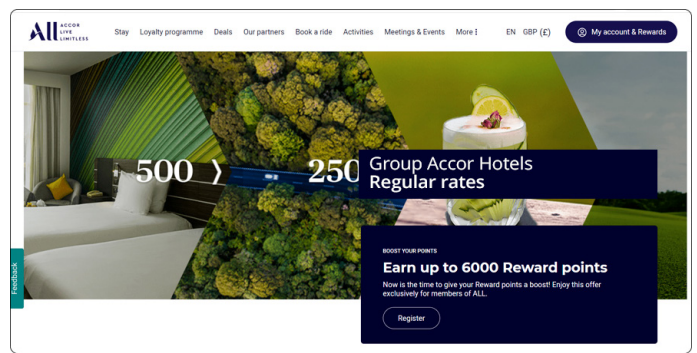 ALL ACCOR
LIVE
LIMITLESS
Stay Loyalty programme Deals Our partners Book a ride Activities Meetings & Events More EN GBP (£) My account & Rewards
500 ⟩ 250
Group Accor Hotels
Regular rates
BOOST YOUR POINTS
Earn up to 6000 Reward points
Now is the time to give your Reward points a boost! Enjoy this offer
exclusively for members of ALL.
Register
Feedback